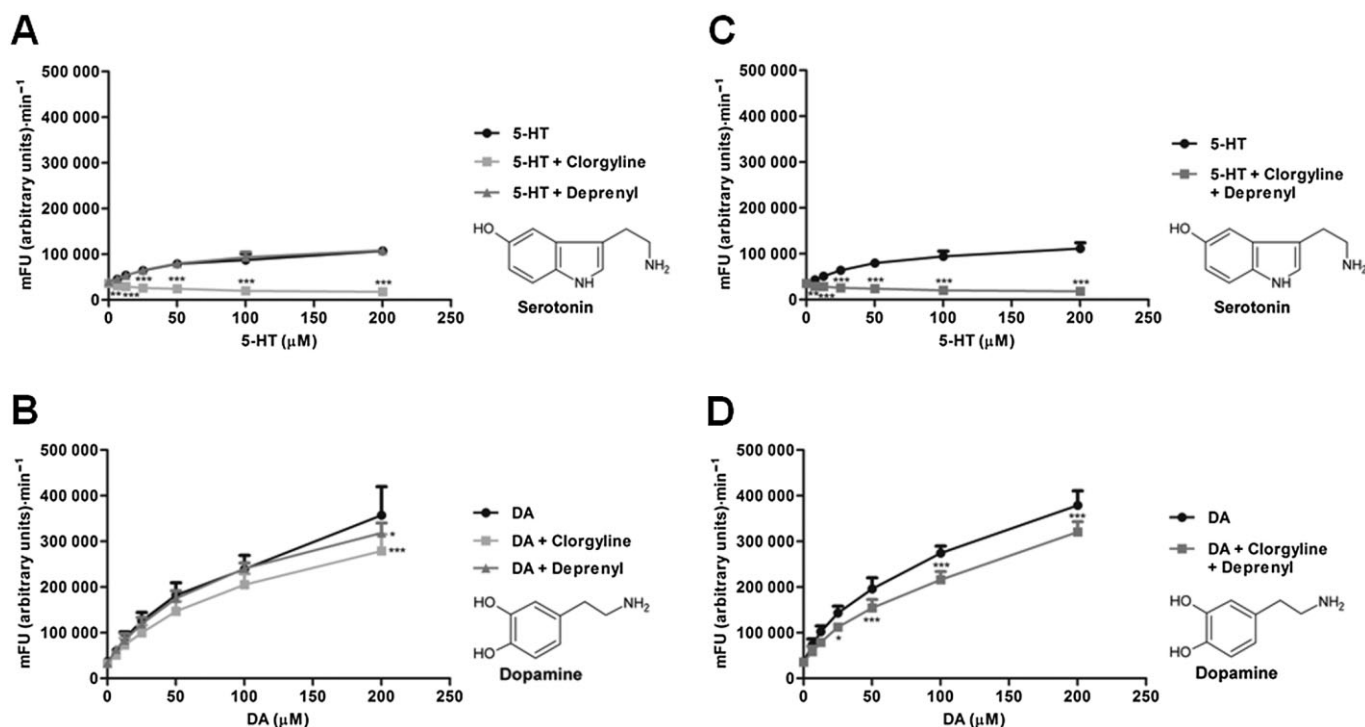 A
500 000
400 000
300 000
200 000
100 000
0
mFU (arbitrary units)·min⁻¹
*** *** *** ***
** ***
0 50 100 150 200 250
5-HT (μM)
5-HT
5-HT + Clorgyline
5-HT + Deprenyl
HO
NH₂
NH
Serotonin
C
500 000
400 000
300 000
200 000
100 000
0
mFU (arbitrary units)·min⁻¹
*** *** *** ***
** ***
0 50 100 150 200 250
5-HT (μM)
5-HT
5-HT + Clorgyline
+ Deprenyl
HO
NH₂
NH
Serotonin
B
500 000
400 000
300 000
200 000
100 000
0
mFU (arbitrary units)·min⁻¹
*
***
0 50 100 150 200 250
DA (μM)
DA
DA + Clorgyline
DA + Deprenyl
HO
NH₂
HO
Dopamine
D
500 000
400 000
300 000
200 000
100 000
0
mFU (arbitrary units)·min⁻¹
***
***
***
*
0 50 100 150 200 250
DA (μM)
DA
DA + Clorgyline
+ Deprenyl
HO
NH₂
HO
Dopamine